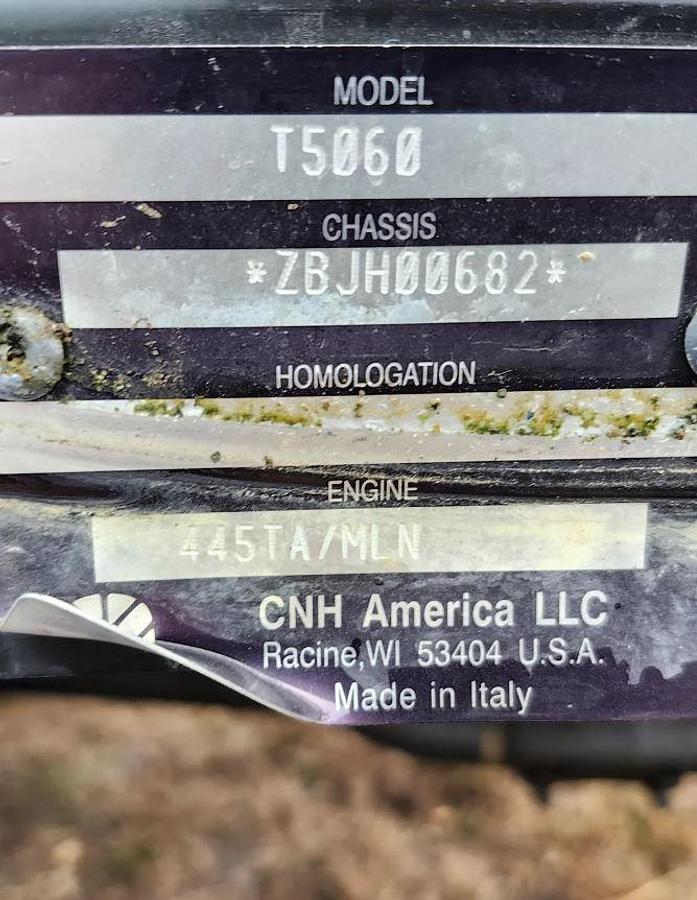 MODEL
T5060
CHASSIS
*ZBJH00682*
HOMOLOGATION
ENGINE
445TA/MLN
CNH America LLC
Racine,WI 53404 U.S.A.
Made in Italy